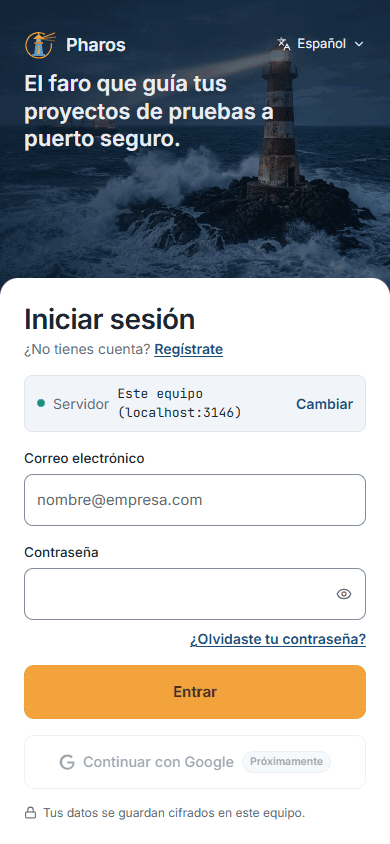 Pharos
Español
El faro que guía tus
proyectos de pruebas a
puerto seguro.
Iniciar sesión
¿No tienes cuenta? Regístrate
Servidor
Este equipo
(localhost:3146)
Cambiar
Correo electrónico
nombre@empresa.com
Contraseña
¿Olvidaste tu contraseña?
Entrar
Continuar con Google Próximamente
Tus datos se guardan cifrados en este equipo.